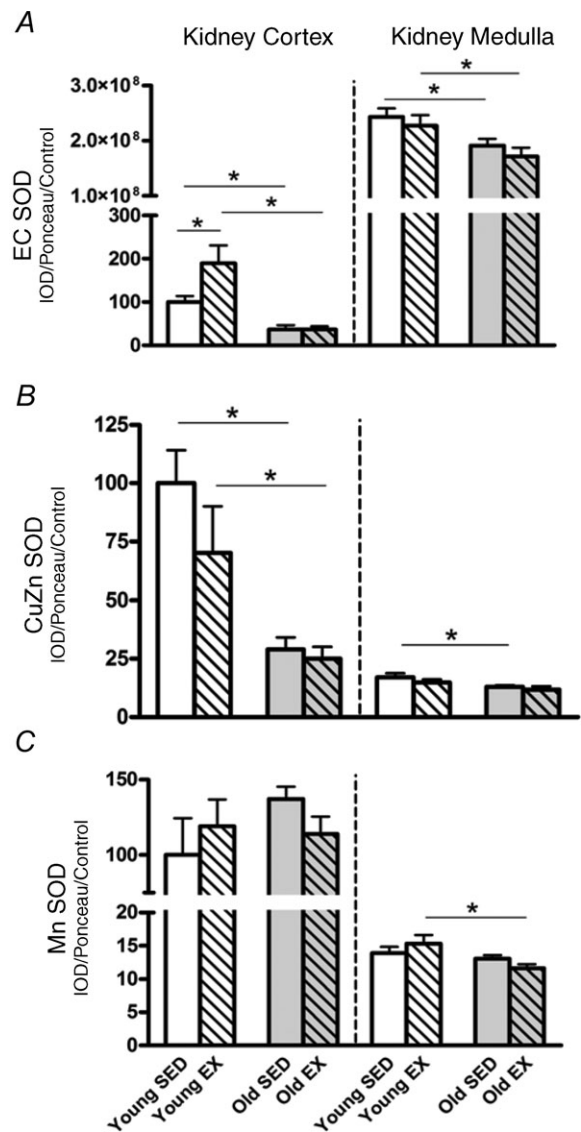 A
Kidney Cortex
Kidney Medulla
EC SOD
IOD/Ponceau/Control
3.0×10⁸
2.0×10⁸
1.0×10⁸
300
200
100
0
* * * * *
B
CuZn SOD
IOD/Ponceau/Control
125
100
75
50
25
0
* * *
C
Mn SOD
IOD/Ponceau/Control
150
100
20
15
10
5
0
*
Young SED
Young EX
Old SED
Old EX
Young SED
Young EX
Old SED
Old EX